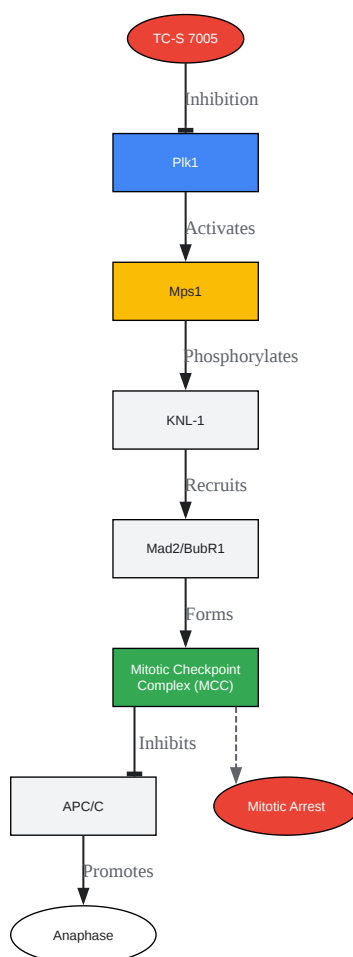 TC-S 7005
Inhibition
Plk1
Activates
Mps1
Phosphorylates
KNL-1
Recruits
Mad2/BubR1
Forms
Mitotic Checkpoint
Complex (MCC)
Inhibits
APC/C
Mitotic Arrest
Promotes
Anaphase